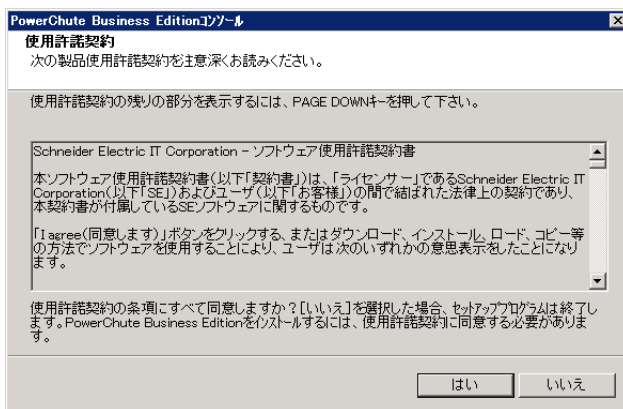 PowerChute Business Editionｺﾝｿｰﾙ
使用許諾契約
次の製品使用許諾契約を注意深くお読みください。
使用許諾契約の残りの部分を表示するには、PAGE DOWNｷｰを押して下さい。
Schneider Electric IT Corporation - ソフトウェア使用許諾契約書
本ソフトウェア使用許諾契約書(以下「契約書」)は、「ライセンサー」であるSchneider Electric IT
Corporation(以下「SE」)およびユーザ(以下「お客様」)の間で結ばれた法律上の契約であり、
本契約書が付属しているSEソフトウェアに関するものです。
「I agree(同意します)」ボタンをクリックする、またはダウンロード、インストール、ロード、コピー等
の方法でソフトウェアを使用することにより、ユーザは次のいずれかの意思表示をしたことになり
ます。
使用許諾契約の条項にすべて同意しますか？[いいえ]を選択した場合、ｾｯﾄｱｯﾌﾟﾌﾟﾛｸﾞﾗﾑは終了し
ます。PowerChute Business Editionをｲﾝｽﾄｰﾙするには、使用許諾契約に同意する必要がありま
す。
はい
いいえ